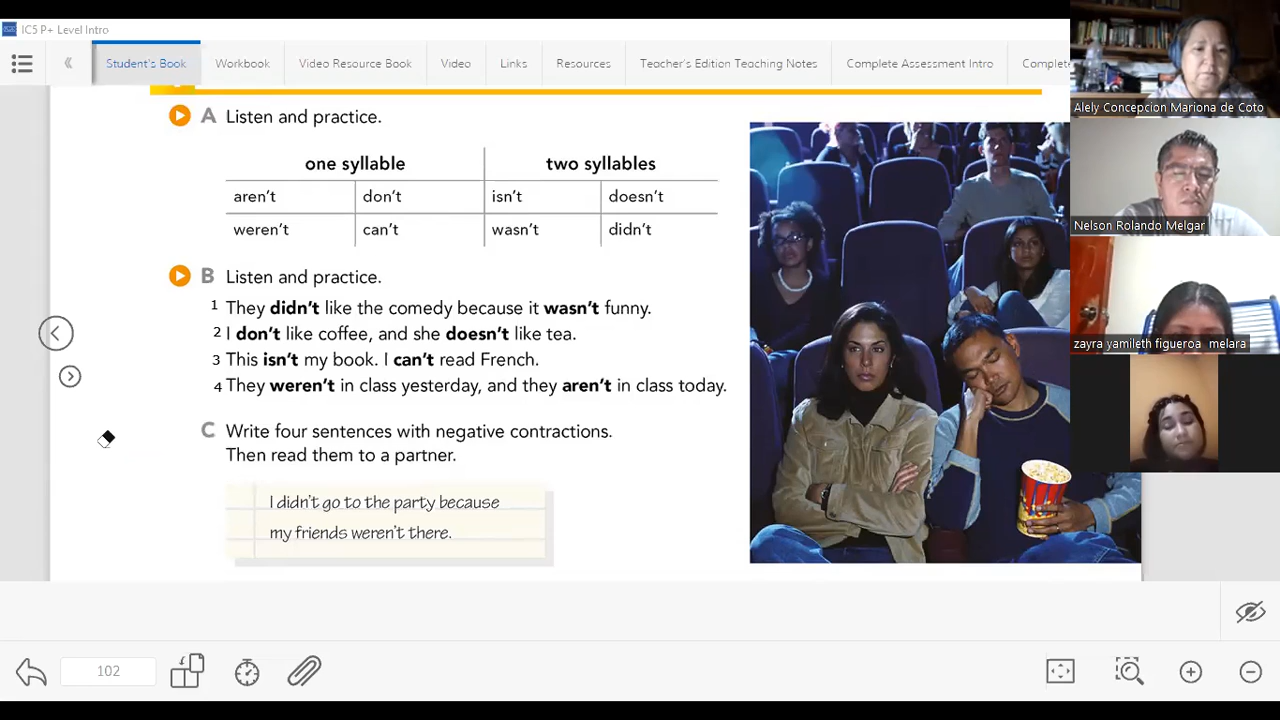 IC5 P+ Level Intro
Student's Book
Workbook
Video Resource Book
Video
Links
Resources
Teacher's Edition Teaching Notes
Complete Assessment Intro
Complete
A Listen and practice.
one syllable two syllables
aren't don't isn't doesn't
weren't can't wasn't didn't
B Listen and practice.
1 They didn't like the comedy because it wasn't funny.
2 I don't like coffee, and she doesn't like tea.
3 This isn't my book. I can't read French.
4 They weren't in class yesterday, and they aren't in class today.
C Write four sentences with negative contractions.
Then read them to a partner.
I didn't go to the party because
my friends weren't there.
102
Alely Concepcion Mariona de Coto
Nelson Rolando Melgar
zayra yamileth figueroa melara